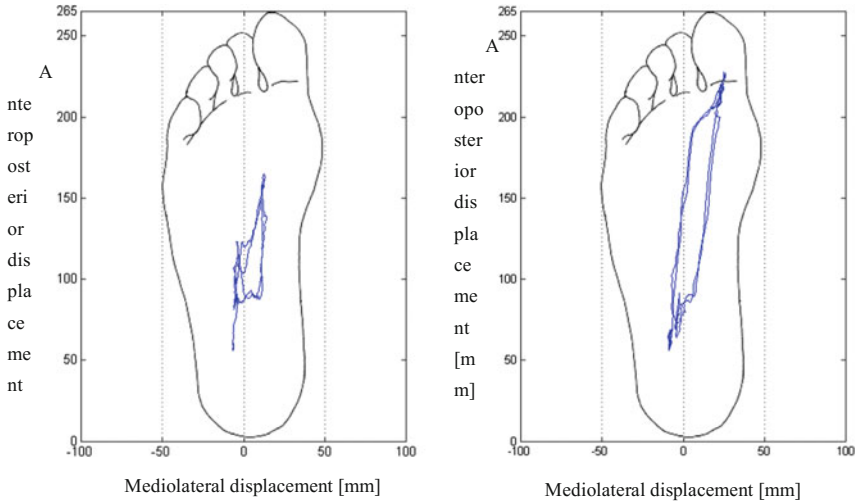 265
250
200
150
100
50
0
-100
-50
0
50
100
A
nte
rop
ost
eri
or
dis
pla
ce
me
nt
Mediolateral displacement [mm]
265
250
200
150
100
50
0
-100
-50
0
50
100
A
nter
opo
ster
ior
dis
pla
ce
me
nt
[m
m]
Mediolateral displacement [mm]